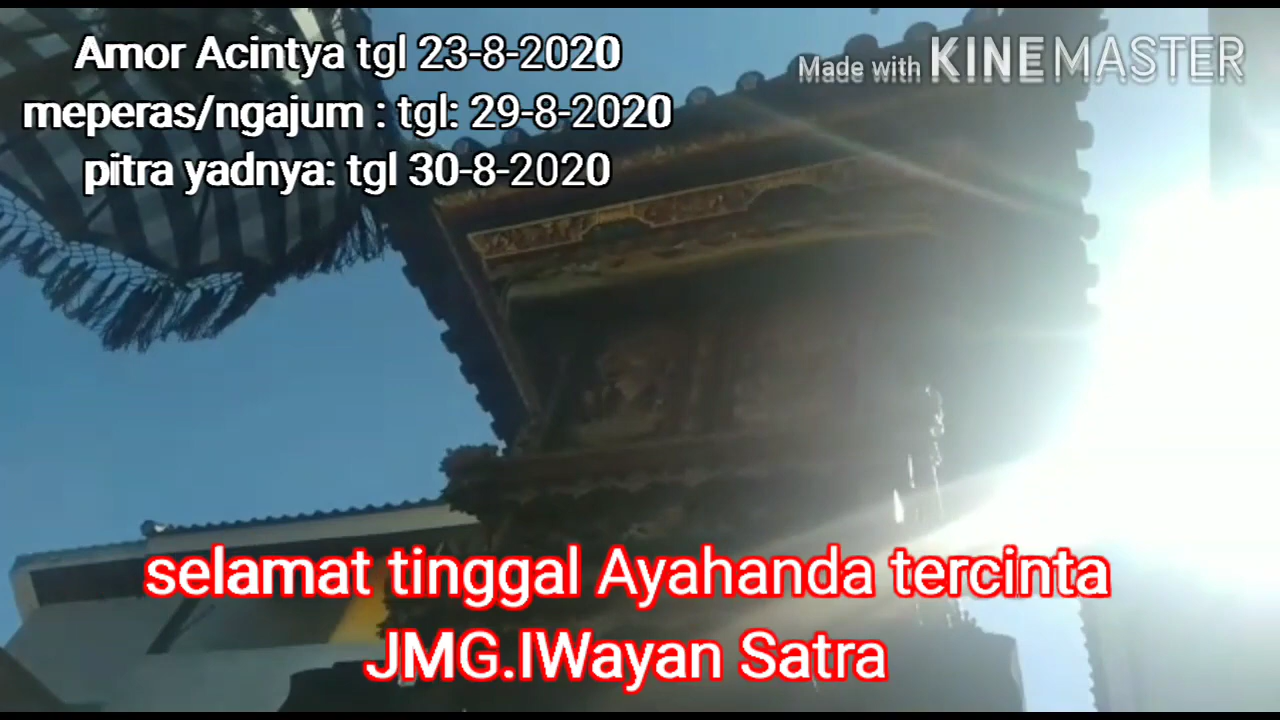 Amor Acintya tgl 23-8-2020
Made with KINEMASTER
meperas/ngajum : tgl: 29-8-2020
pitra yadnya: tgl 30-8-2020
selamat tinggal Ayahanda tercinta
JMG.IWayan Satra